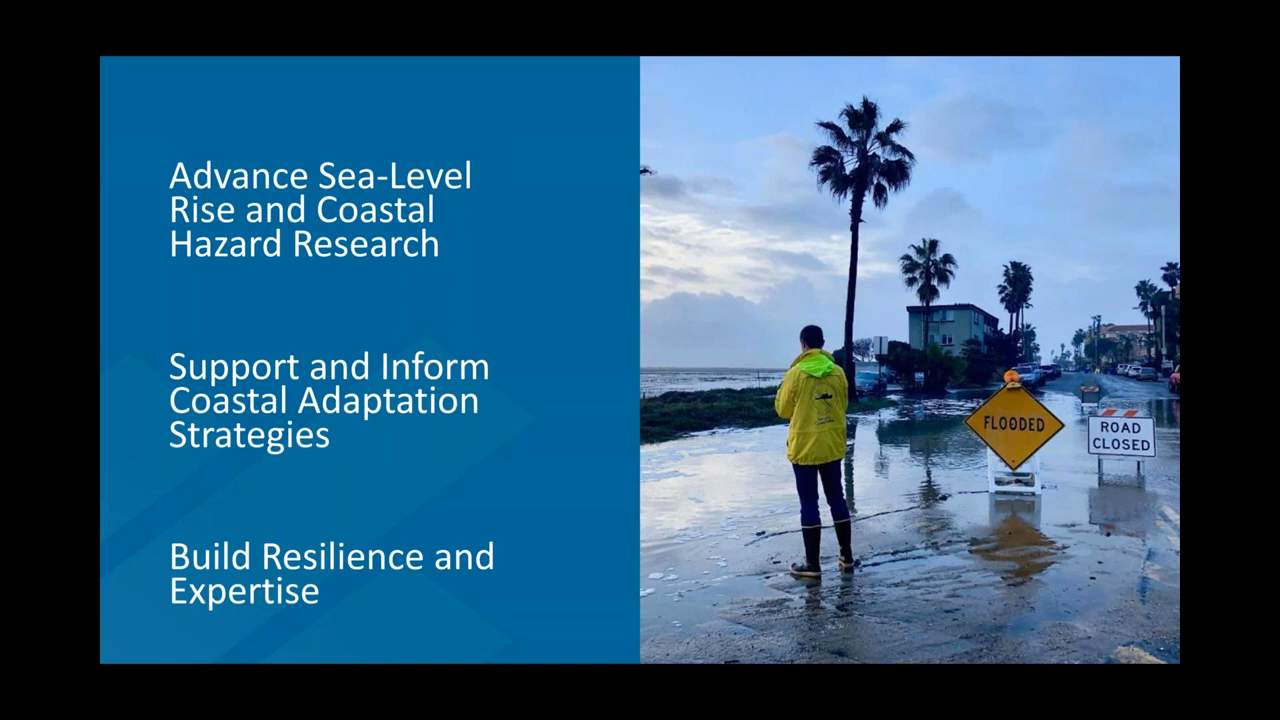 Advance Sea-Level
Rise and Coastal
Hazard Research
Support and Inform
Coastal Adaptation
Strategies
Build Resilience and
Expertise
FLOODED
ROAD
CLOSED